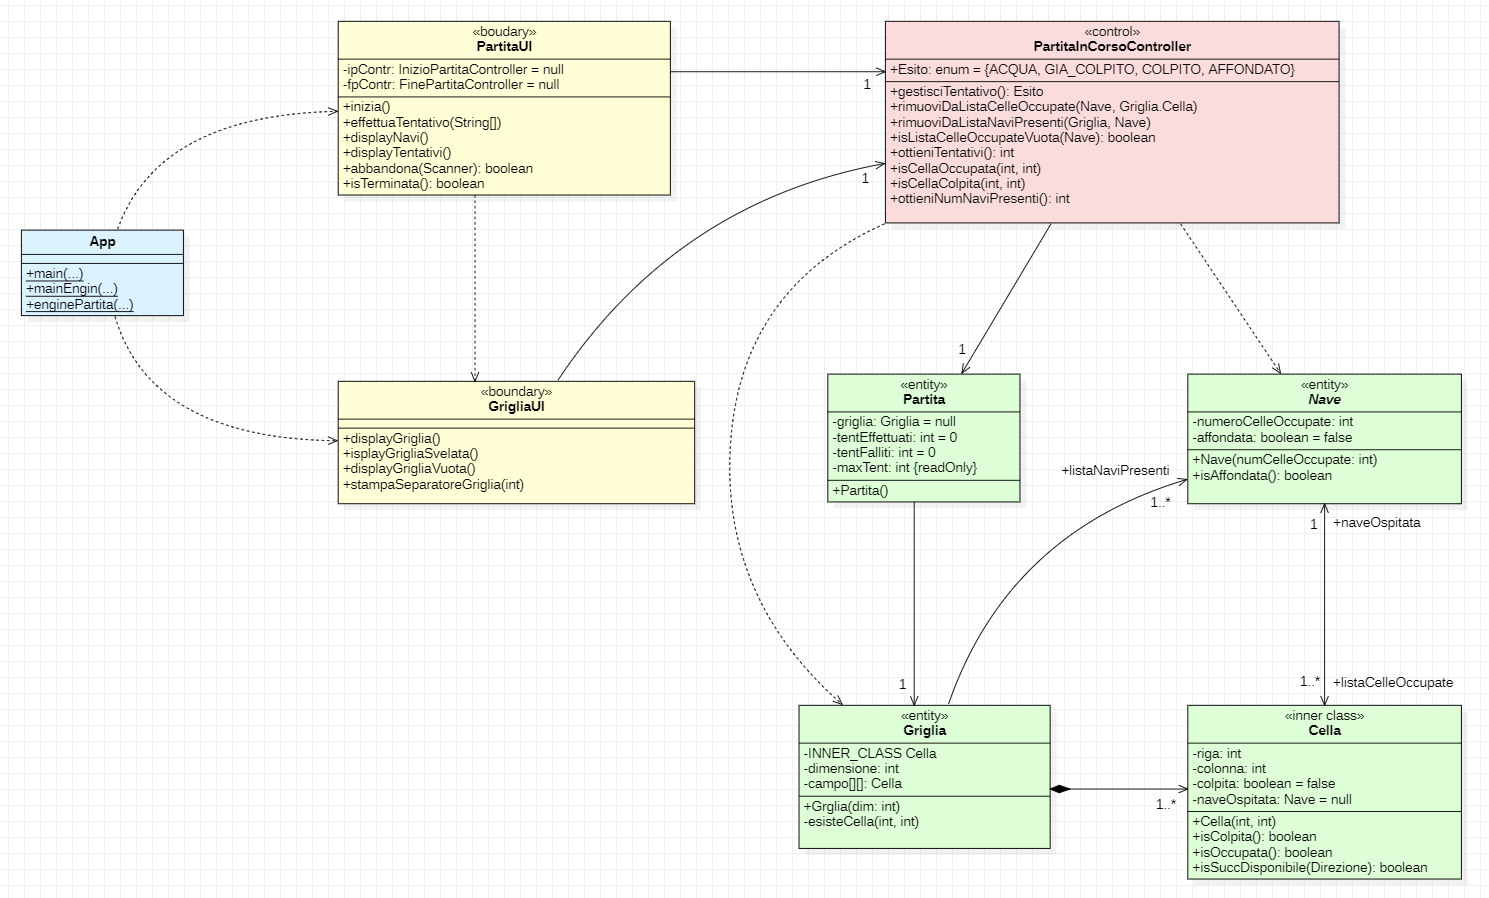 «boudary»
PartitaUI
-ipContr: InizioPartitaController = null
-fpContr: FinePartitaController = null
+inizia()
+effettuaTentativo(String[])
+displayNavi()
+displayTentativi()
+abbandona(Scanner): boolean
+isTerminata(): boolean
1
«control»
PartitaInCorsoController
+Esito: enum = {ACQUA, GIA_COLPITO, COLPITO, AFFONDATO}
+gestisciTentativo(): Esito
+rimuoviDaListaCelleOccupate(Nave, Griglia.Cella)
+rimuoviDaListaNaviPresenti(Griglia, Nave)
+isListaCelleOccupateVuota(Nave): boolean
+ottieniTentativi(): int
+isCellaOccupata(int, int)
+isCellaColpita(int, int)
+ottieniNumNaviPresenti(): int
1
App
+main(...)
+mainEngin(...)
+enginePartita(...)
«boundary»
GrigliaUI
+displayGriglia()
+isplayGrigliaSvelata()
+displayGrigliaVuota()
+stampaSeparatoreGriglia(int)
1
«entity»
Partita
-griglia: Griglia = null
-tentEffettuati: int = 0
-tentFalliti: int = 0
-maxTent: int {readOnly}
+Partita()
«entity»
Nave
-numeroCelleOccupate: int
-affondata: boolean = false
+Nave(numCelleOccupate: int)
+isAffondata(): boolean
+listaNaviPresenti
1..*
1
+naveOspitata
1
1..*
+listaCelleOccupate
«entity»
Griglia
-INNER_CLASS Cella
-dimensione: int
-campo[][]: Cella
+Grglia(dim: int)
-esisteCella(int, int)
1..*
«inner class»
Cella
-riga: int
-colonna: int
-colpita: boolean = false
-naveOspitata: Nave = null
+Cella(int, int)
+isColpita(): boolean
+isOccupata(): boolean
+isSuccDisponibile(Direzione): boolean